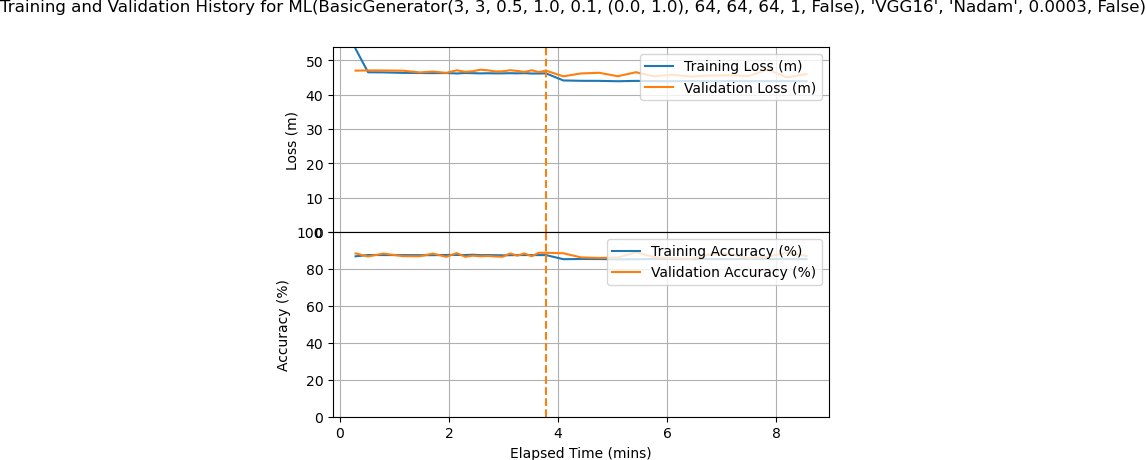 Training and Validation History for ML(BasicGenerator(3, 3, 0.5, 1.0, 0.1, (0.0, 1.0), 64, 64, 64, 1, False), 'VGG16', 'Nadam', 0.0003, False)
50
40
30
20
10
0
Loss (m)
Training Loss (m)
Validation Loss (m)
100
80
60
40
20
0
Accuracy (%)
Training Accuracy (%)
Validation Accuracy (%)
0 2 4 6 8
Elapsed Time (mins)